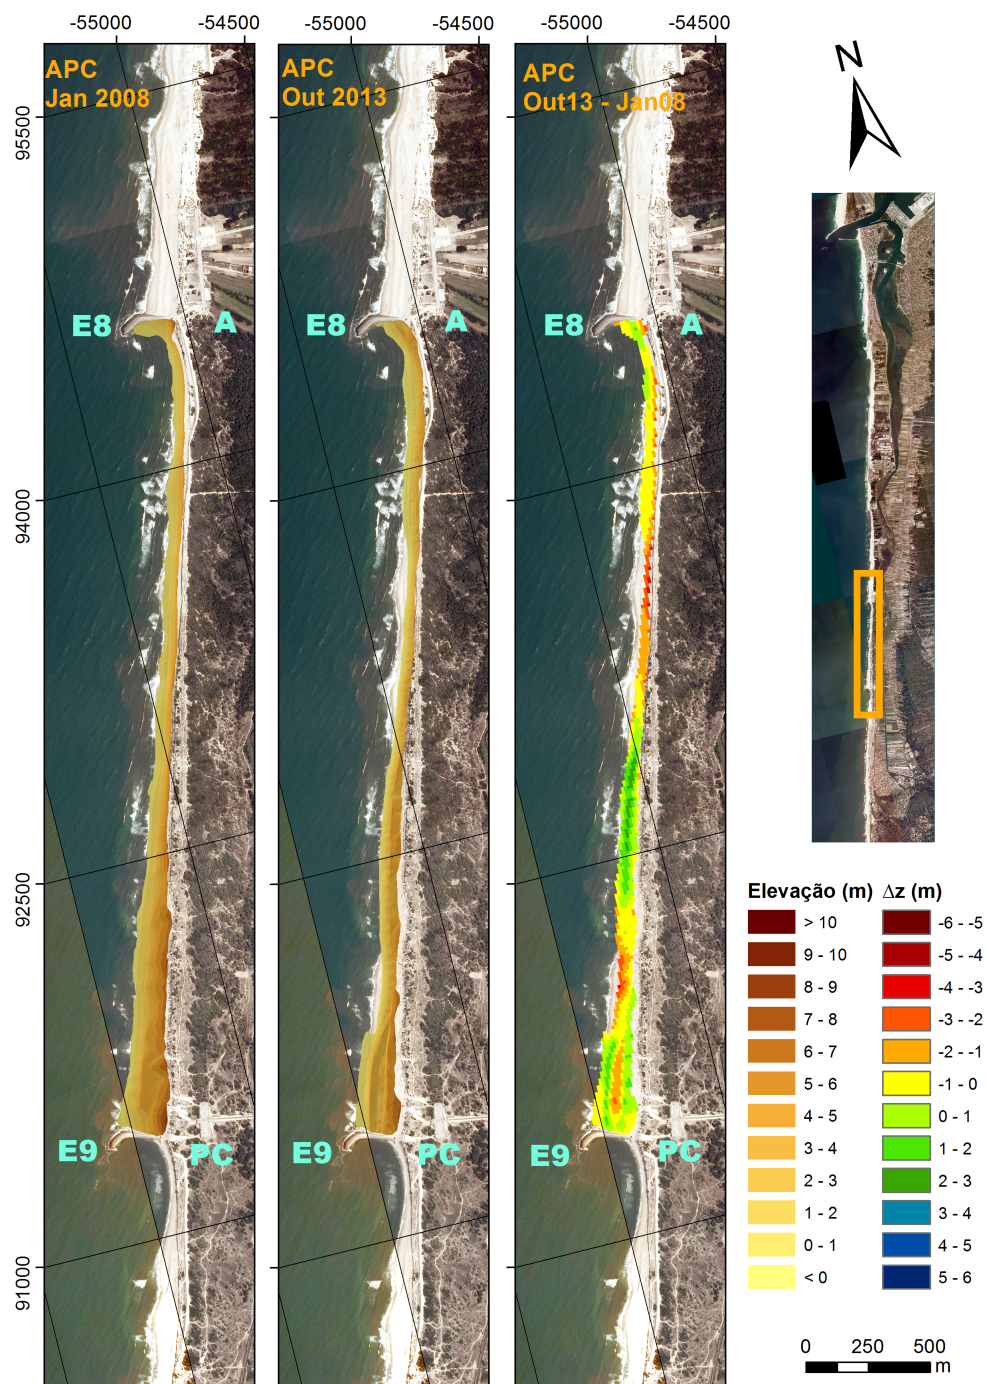 -55000 -54500 -55000 -54500 -55000 -54500
APC
Jan 2008
APC
Out 2013
APC
Out13 - Jan08
N
95500
94000
92500
91000
E8 A
E8 A
E8 A
E9 PC
E9 PC
E9 PC
Elevação (m) Δz (m)
> 10 -6 - -5
9 - 10 -5 - -4
8 - 9 -4 - -3
7 - 8 -3 - -2
6 - 7 -2 - -1
5 - 6 -1 - 0
4 - 5 0 - 1
3 - 4 1 - 2
2 - 3 2 - 3
1 - 2 3 - 4
0 - 1 4 - 5
< 0 5 - 6
0 250 500
m